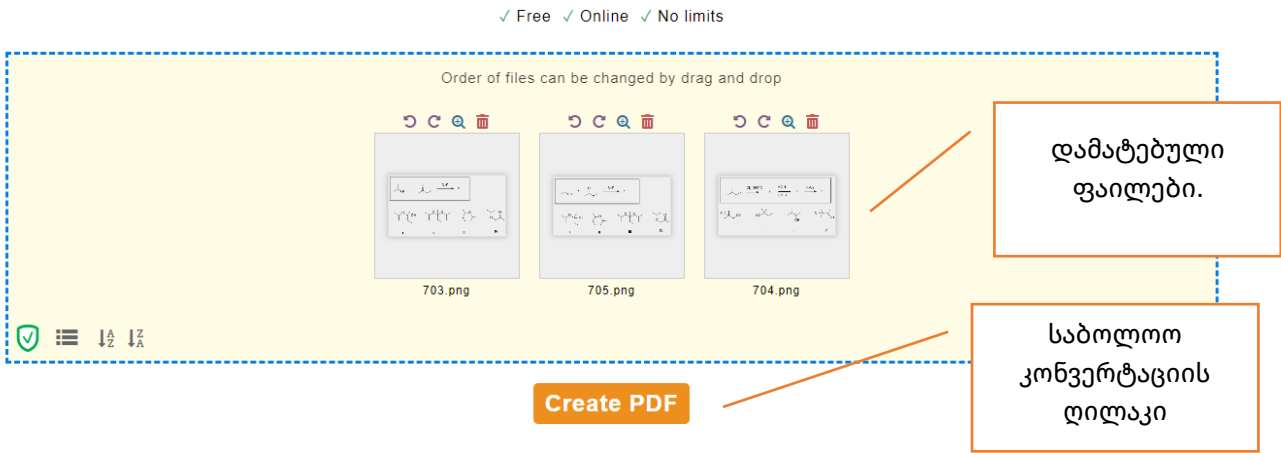 ✓ Free ✓ Online ✓ No limits
Order of files can be changed by drag and drop
დამატებული
ფაილები.
703.png 705.png 704.png
საბოლოო
კონვერტაციის
ღილაკი
Create PDF